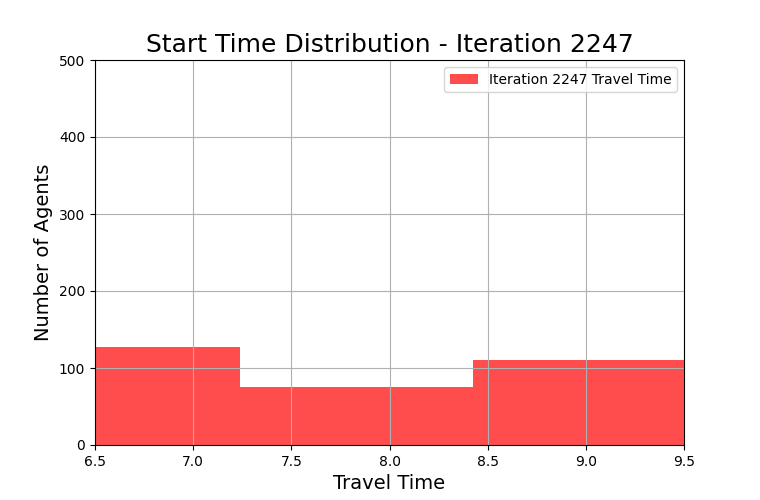 Start Time Distribution - Iteration 2247
Iteration 2247 Travel Time
Number of Agents
500
400
300
200
100
0
6.5 7.0 7.5 8.0 8.5 9.0 9.5
Travel Time